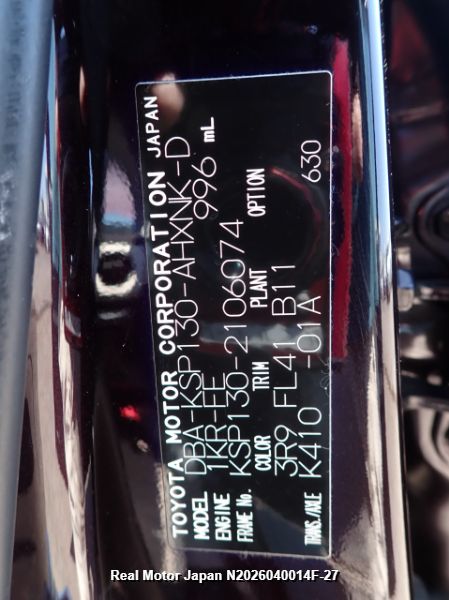 TOYOTA MOTOR CORPORATION JAPAN
MODEL DBA-KSP130-AHXNK-D
ENGINE 1KR-FE 996 mL
FRAME No. KSP130-2106074
COLOR TRIM PLANT OPTION
3R9 FL41 B11 630
TRANS./AXLE K410 -01A
Real Motor Japan N2026040014F-27